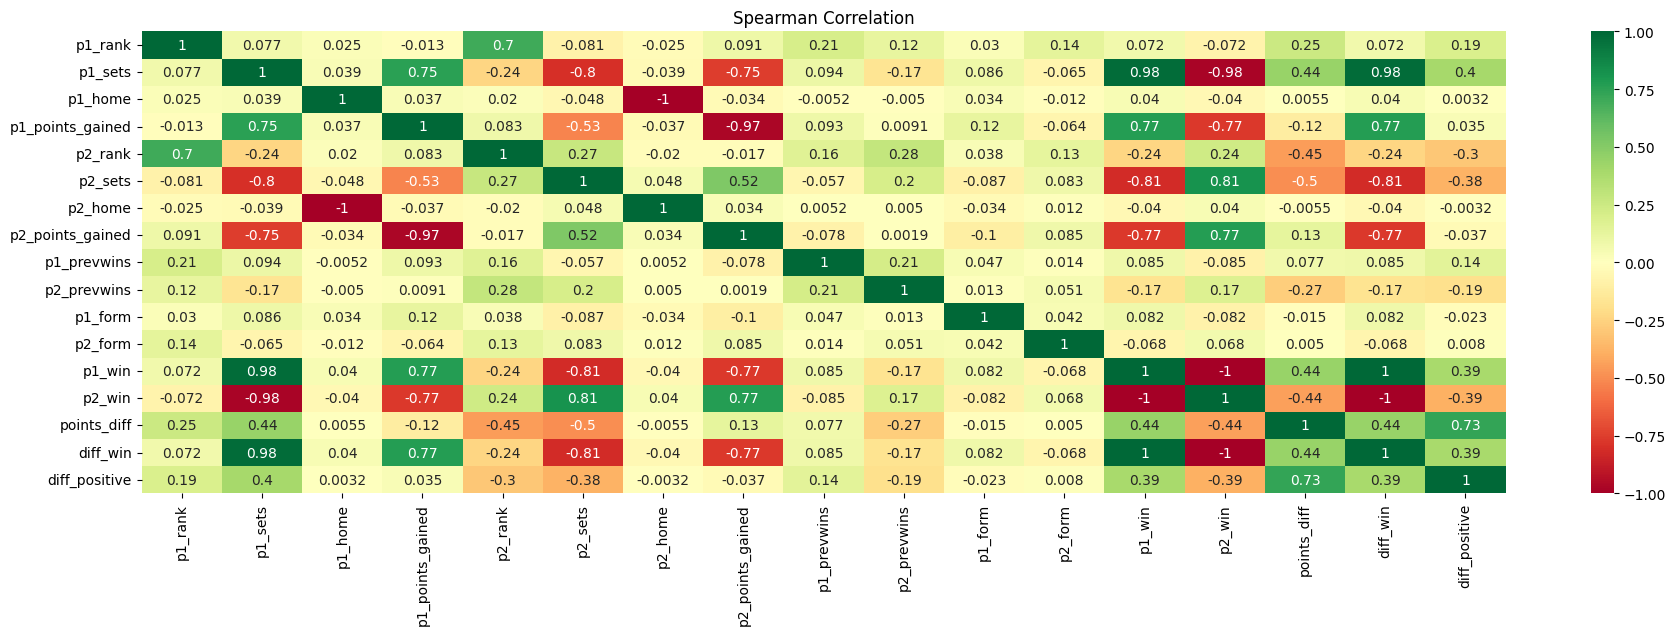 Spearman Correlation
p1_rank 1 0.077 0.025 -0.013 0.7 -0.081 -0.025 0.091 0.21 0.12 0.03 0.14 0.072 -0.072 0.25 0.072 0.19
p1_sets 0.077 1 0.039 0.75 -0.24 -0.8 -0.039 -0.75 0.094 -0.17 0.086 -0.065 0.98 -0.98 0.44 0.98 0.4
p1_home 0.025 0.039 1 0.037 0.02 -0.048 -1 -0.034 -0.0052 -0.005 0.034 -0.012 0.04 -0.04 0.0055 0.04 0.0032
p1_points_gained -0.013 0.75 0.037 1 0.083 -0.53 -0.037 -0.97 0.093 0.0091 0.12 -0.064 0.77 -0.77 -0.12 0.77 0.035
p2_rank 0.7 -0.24 0.02 0.083 1 0.27 -0.02 -0.017 0.16 0.28 0.038 0.13 -0.24 0.24 -0.45 -0.24 -0.3
p2_sets -0.081 -0.8 -0.048 -0.53 0.27 1 0.048 0.52 -0.057 0.2 -0.087 0.083 -0.81 0.81 -0.5 -0.81 -0.38
p2_home -0.025 -0.039 -1 -0.037 -0.02 0.048 1 0.034 0.0052 0.005 -0.034 0.012 -0.04 0.04 -0.0055 -0.04 -0.0032
p2_points_gained 0.091 -0.75 -0.034 -0.97 -0.017 0.52 0.034 1 -0.078 0.0019 -0.1 0.085 -0.77 0.77 0.13 -0.77 -0.037
p1_prevwins 0.21 0.094 -0.0052 0.093 0.16 -0.057 0.0052 -0.078 1 0.21 0.047 0.014 0.085 -0.085 0.077 0.085 0.14
p2_prevwins 0.12 -0.17 -0.005 0.0091 0.28 0.2 0.005 0.0019 0.21 1 0.013 0.051 -0.17 0.17 -0.27 -0.17 -0.19
p1_form 0.03 0.086 0.034 0.12 0.038 -0.087 -0.034 -0.1 0.047 0.013 1 0.042 0.082 -0.082 -0.015 0.082 -0.023
p2_form 0.14 -0.065 -0.012 -0.064 0.13 0.083 0.012 0.085 0.014 0.051 0.042 1 -0.068 0.068 0.005 -0.068 0.008
p1_win 0.072 0.98 0.04 0.77 -0.24 -0.81 -0.04 -0.77 0.085 -0.17 0.082 -0.068 1 -1 0.44 1 0.39
p2_win -0.072 -0.98 -0.04 -0.77 0.24 0.81 0.04 0.77 -0.085 0.17 -0.082 0.068 -1 1 -0.44 -1 -0.39
points_diff 0.25 0.44 0.0055 -0.12 -0.45 -0.5 -0.0055 0.13 0.077 -0.27 -0.015 0.005 0.44 -0.44 1 0.44 0.73
diff_win 0.072 0.98 0.04 0.77 -0.24 -0.81 -0.04 -0.77 0.085 -0.17 0.082 -0.068 1 -1 0.44 1 0.39
diff_positive 0.19 0.4 0.0032 0.035 -0.3 -0.38 -0.0032 -0.037 0.14 -0.19 -0.023 0.008 0.39 -0.39 0.73 0.39 1
p1_rank p1_sets p1_home p1_points_gained p2_rank p2_sets p2_home p2_points_gained p1_prevwins p2_prevwins p1_form p2_form p1_win p2_win points_diff diff_win diff_positive
1.00
0.75
0.50
0.25
0.00
−0.25
−0.50
−0.75
−1.00